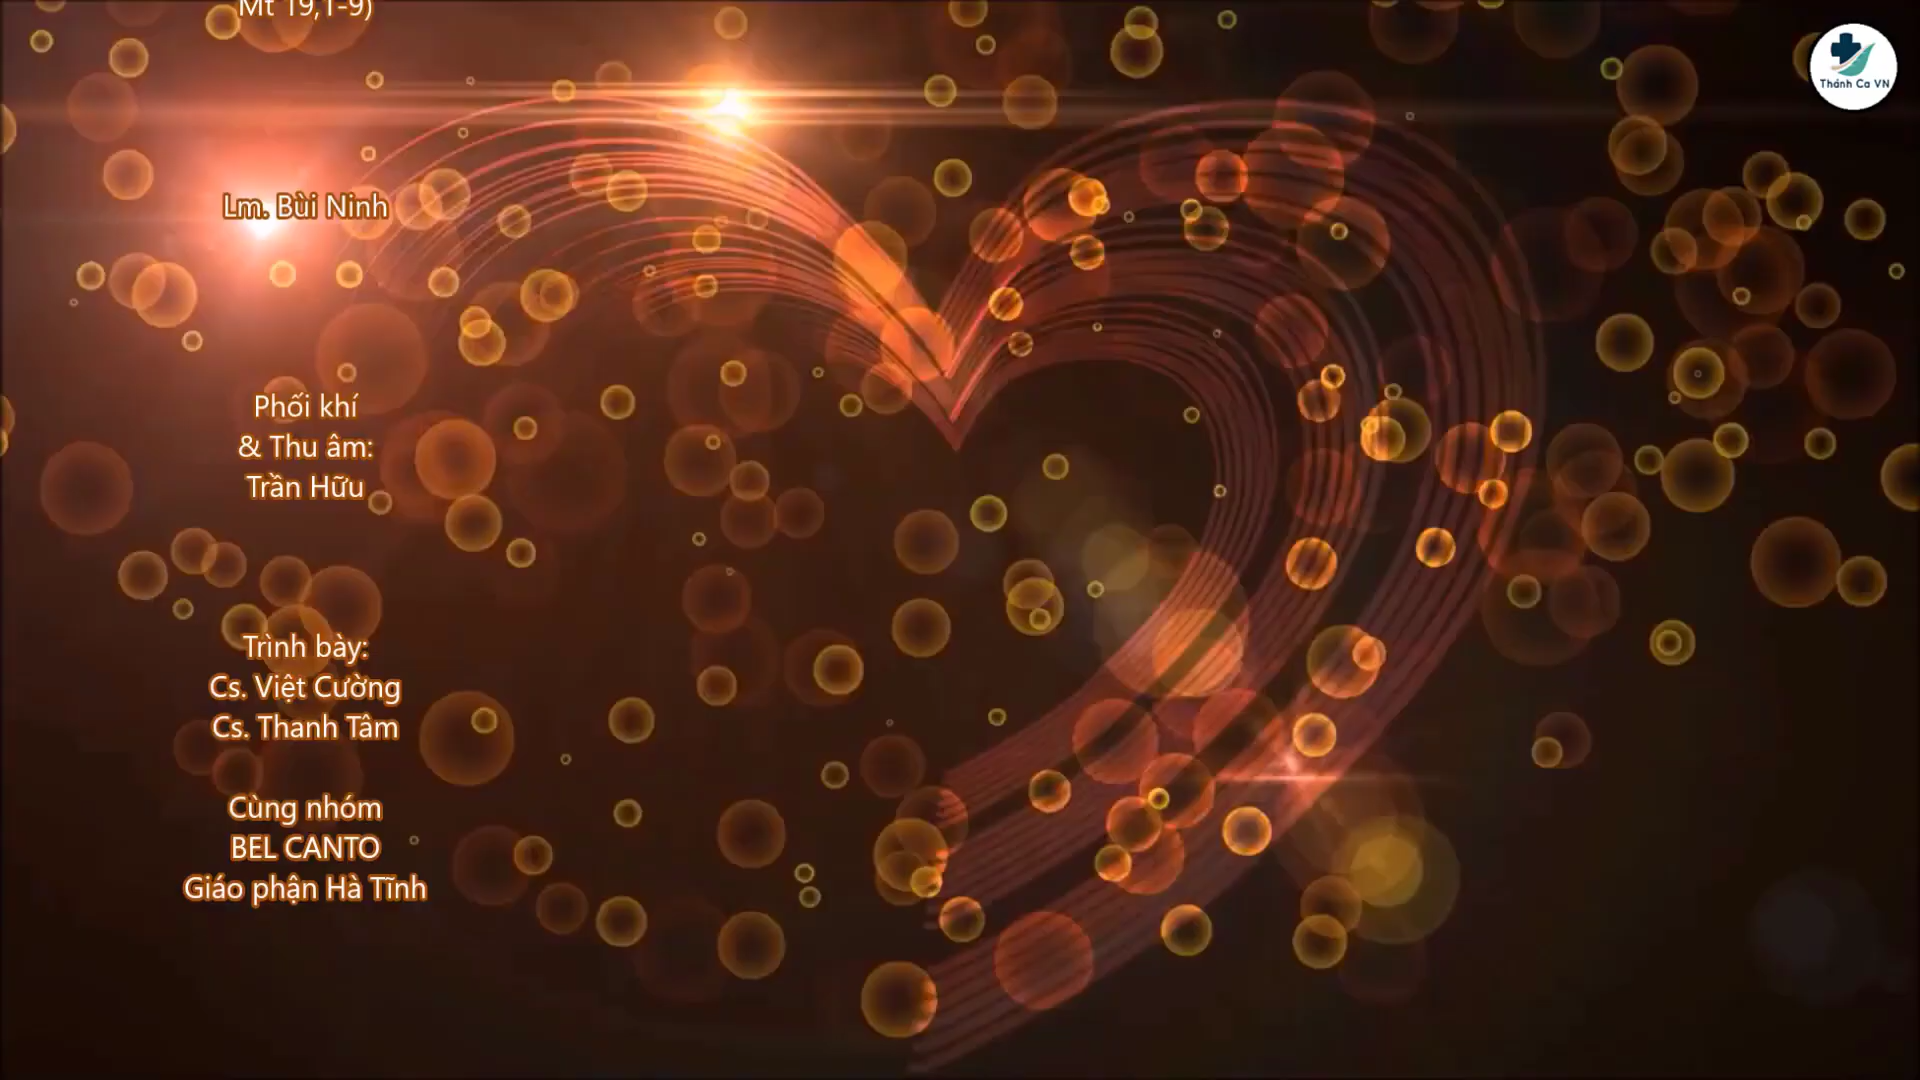 Mt 19,1-9)
Lm. Bùi Ninh
Phối khí
& Thu âm:
Trần Hữu
Trình bày:
Cs. Việt Cường
Cs. Thanh Tâm
Cùng nhóm
BEL CANTO
Giáo phận Hà Tĩnh
Thánh Ca VN